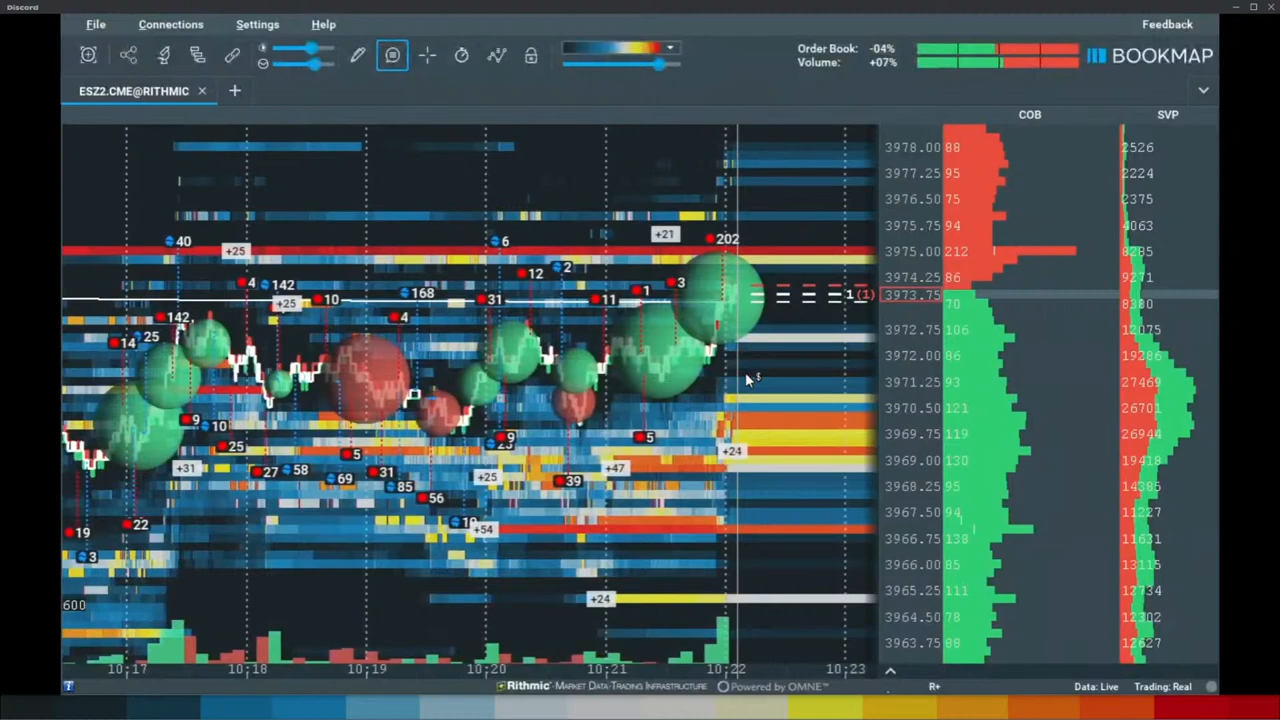 Discord
File Connections Settings Help Feedback
Order Book: -04%
Volume: +07%
BOOKMAP
ESZ2.CME@RITHMIC
COB SVP
40
6
+21
202
+25
4
142
+25
10
168
31
12
2
11
1
3
142
14
25
4
9
10
25
+31
27
58
5
69
31
85
56
9
+25
39
+47
5
+24
+54
19
22
3
+24
600
1 (1)
3978.00 88 2526
3977.25 95 2224
3976.50 75 2375
3975.75 94 4063
3975.00 212 8285
3974.25 86 9271
3973.75 70 8380
3972.75 106 12075
3972.00 86 19286
3971.25 93 27469
3970.50 121 26701
3969.75 119 26944
3969.00 130 19418
3968.25 95 14385
3967.50 94 11227
3966.75 138 11631
3966.00 85 13115
3965.25 111 12734
3964.50 78 12302
3963.75 88 12627
10:17 10:18 10:19 10:20 10:21 10:22 10:23
Rithmic MARKET DATA-TRADING INFRASTRUCTURE Powered by OMNE™ R+ Data: Live Trading: Real